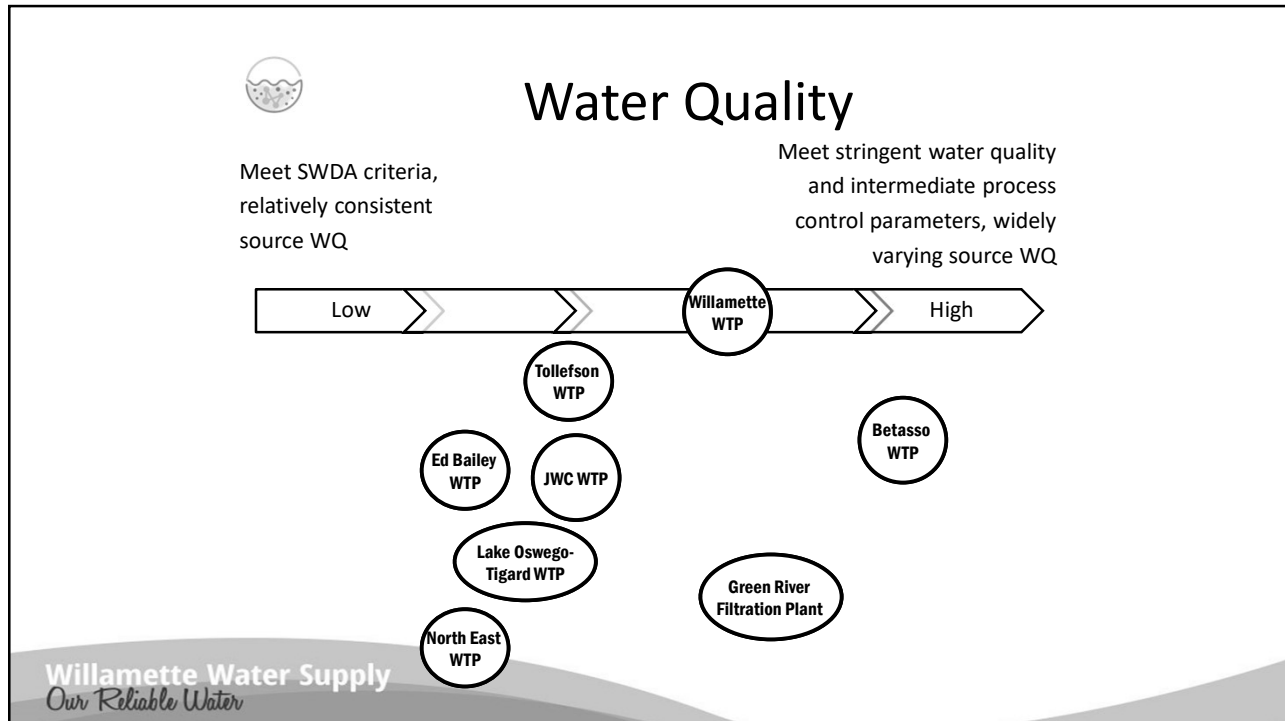 Water Quality
Meet SWDA criteria,
relatively consistent
source WQ
Meet stringent water quality
and intermediate process
control parameters, widely
varying source WQ
Low
Willamette
WTP
High
Tollefson
WTP
Betasso
WTP
Ed Bailey
WTP
JWC WTP
Lake Oswego-
Tigard WTP
Green River
Filtration Plant
North East
WTP
Willamette Water Supply
Our Reliable Water